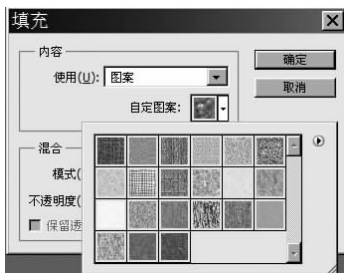 填充
内容
使用(U): 图案
确定
取消
自定图案:
混合
模式(
不透明度(
保留透